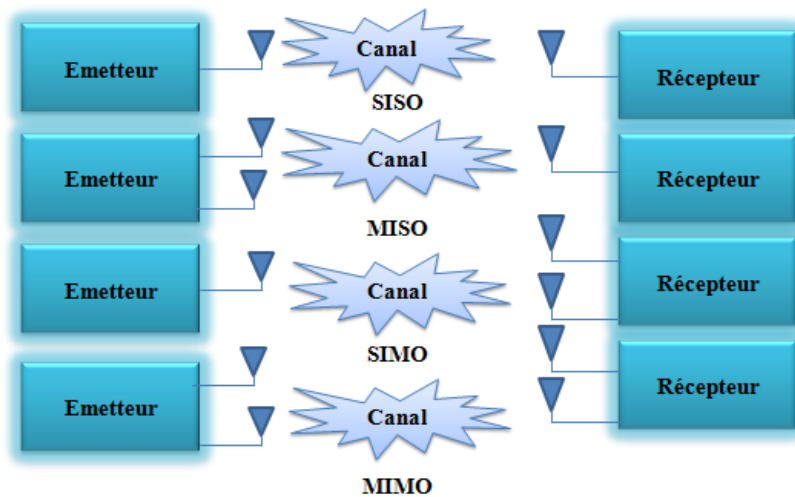 Emetteur
Canal
Récepteur
SISO
Emetteur
Canal
Récepteur
MISO
Emetteur
Canal
Récepteur
SIMO
Emetteur
Canal
Récepteur
MIMO